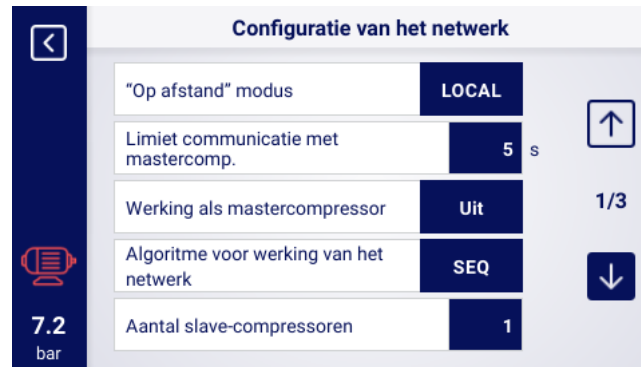 Configuratie van het netwerk
“Op afstand” modus
LOCAL
Limiet communicatie met
mastercomp.
5 s
Werking als mastercompressor
Uit
1/3
Algoritme voor werking van het
netwerk
SEQ
Aantal slave-compressoren
1
7.2
bar